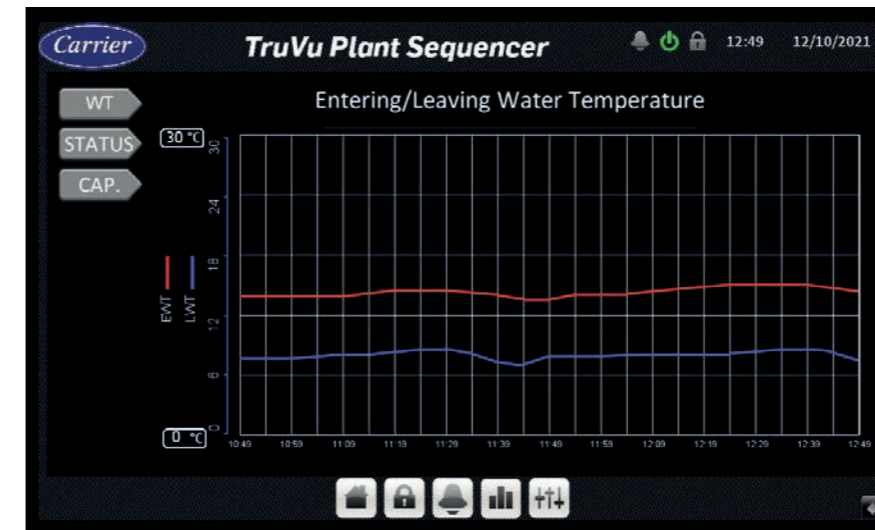 Carrier TruVu Plant Sequencer 12:49 12/10/2021
Entering/Leaving Water Temperature
WT
STATUS
CAP.
30 °C
30
24
18
12
6
0
EWT
LWT
0 °C
10:49 10:59 11:09 11:19 11:29 11:39 11:49 11:59 12:09 12:19 12:29 12:39 12:49